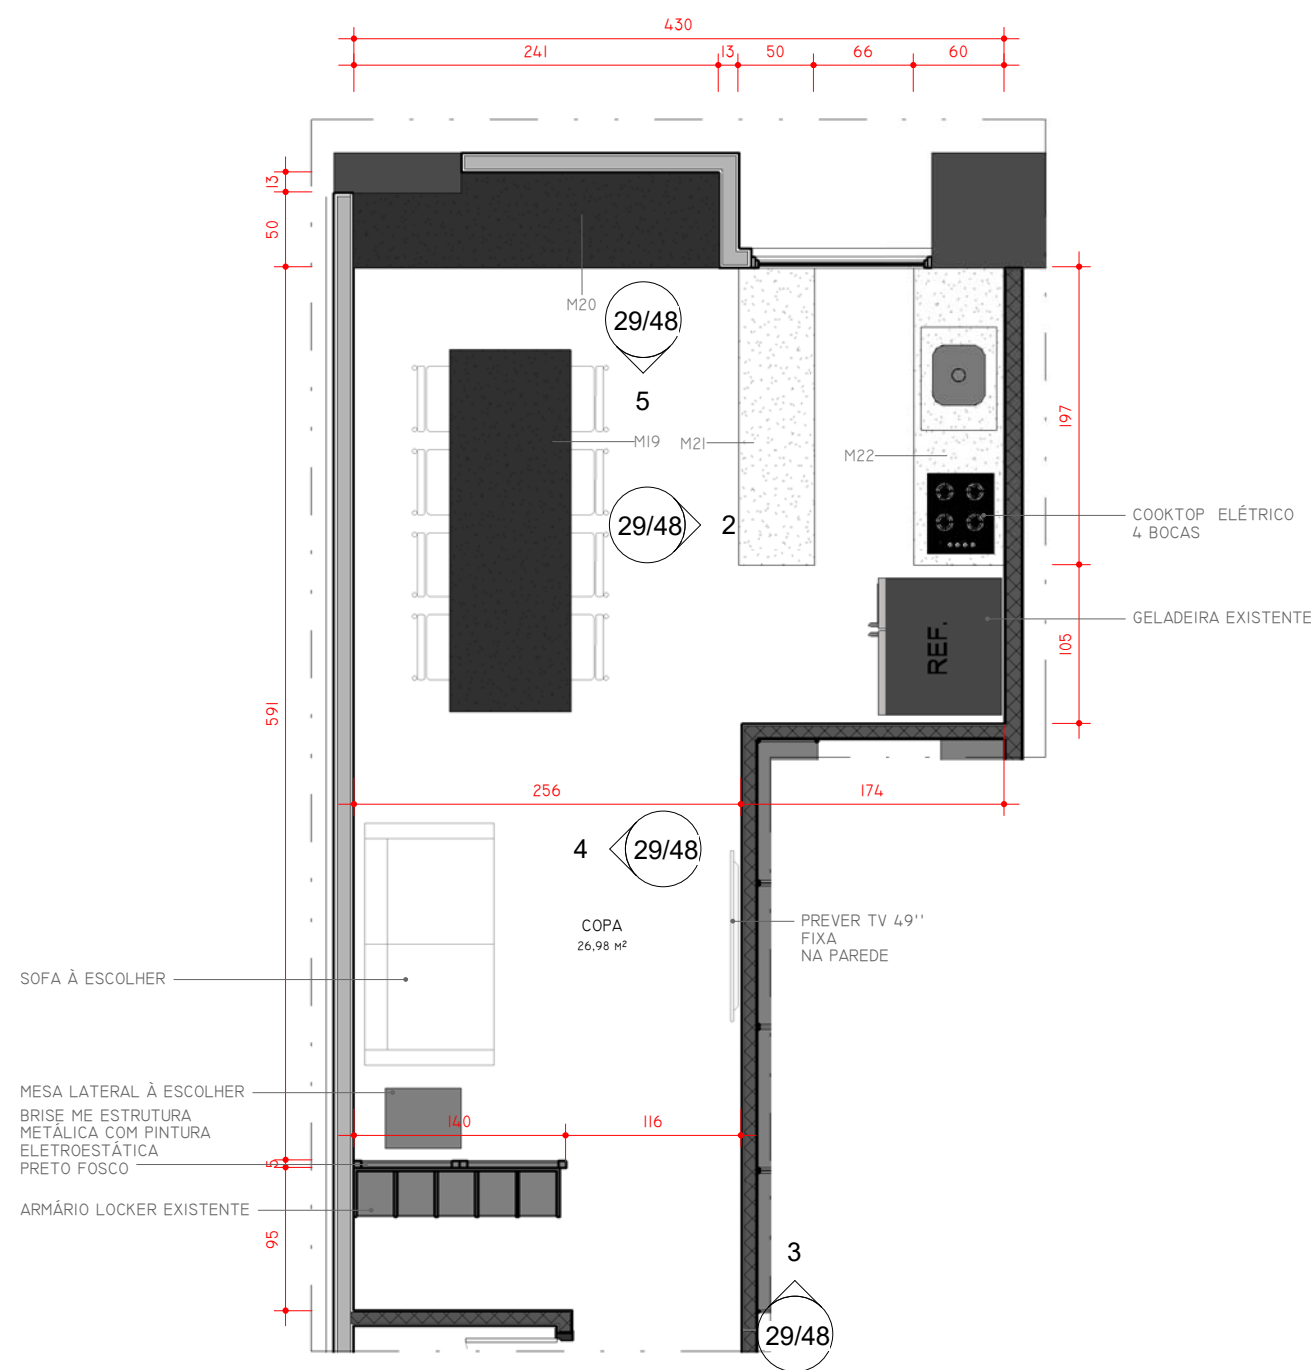 430
241
13
50
66
60
13
50
M20
29/48
5
M19
M21
M22
197
29/48
2
COOKTOP ELÉTRICO
4 BOCAS
GELADEIRA EXISTENTE
REF.
105
591
256
174
4
29/48
COPA
26,98 M²
PREVER TV 49''
FIXA
NA PAREDE
SOFA À ESCOLHER
MESA LATERAL À ESCOLHER
BRISE ME ESTRUTURA
METÁLICA COM PINTURA
ELETROESTÁTICA
PRETO FOSCO
140
116
5
ARMÁRIO LOCKER EXISTENTE
95
3
29/48